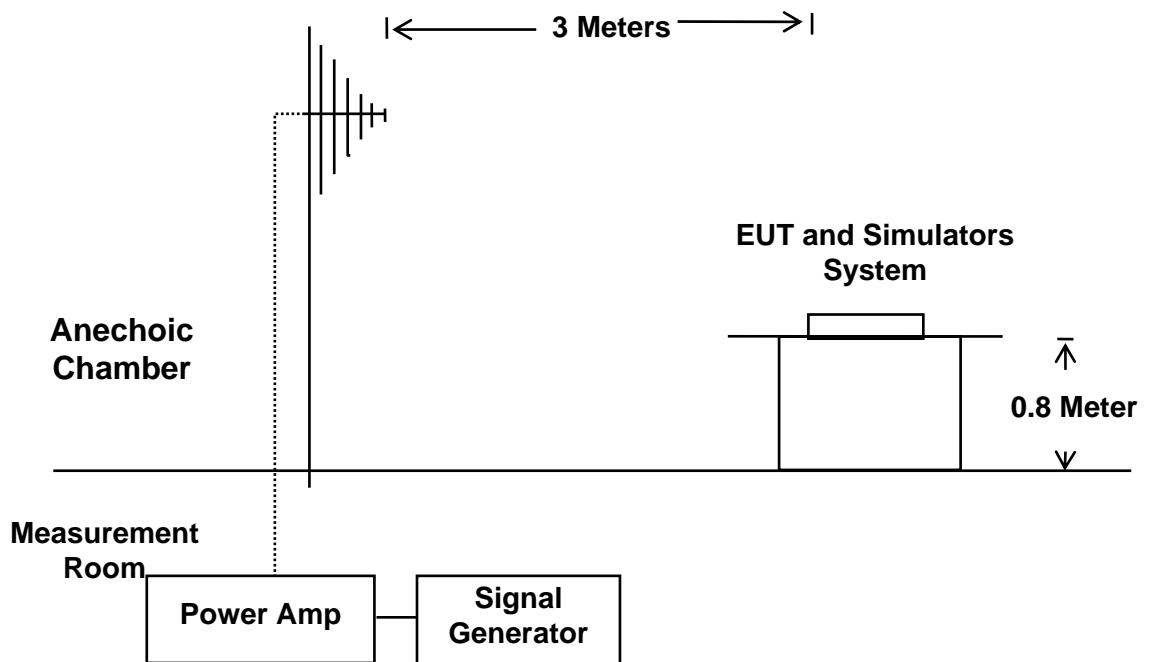 3 Meters
EUT and Simulators
System
Anechoic
Chamber
0.8 Meter
Measurement
Room
Power Amp
Signal
Generator